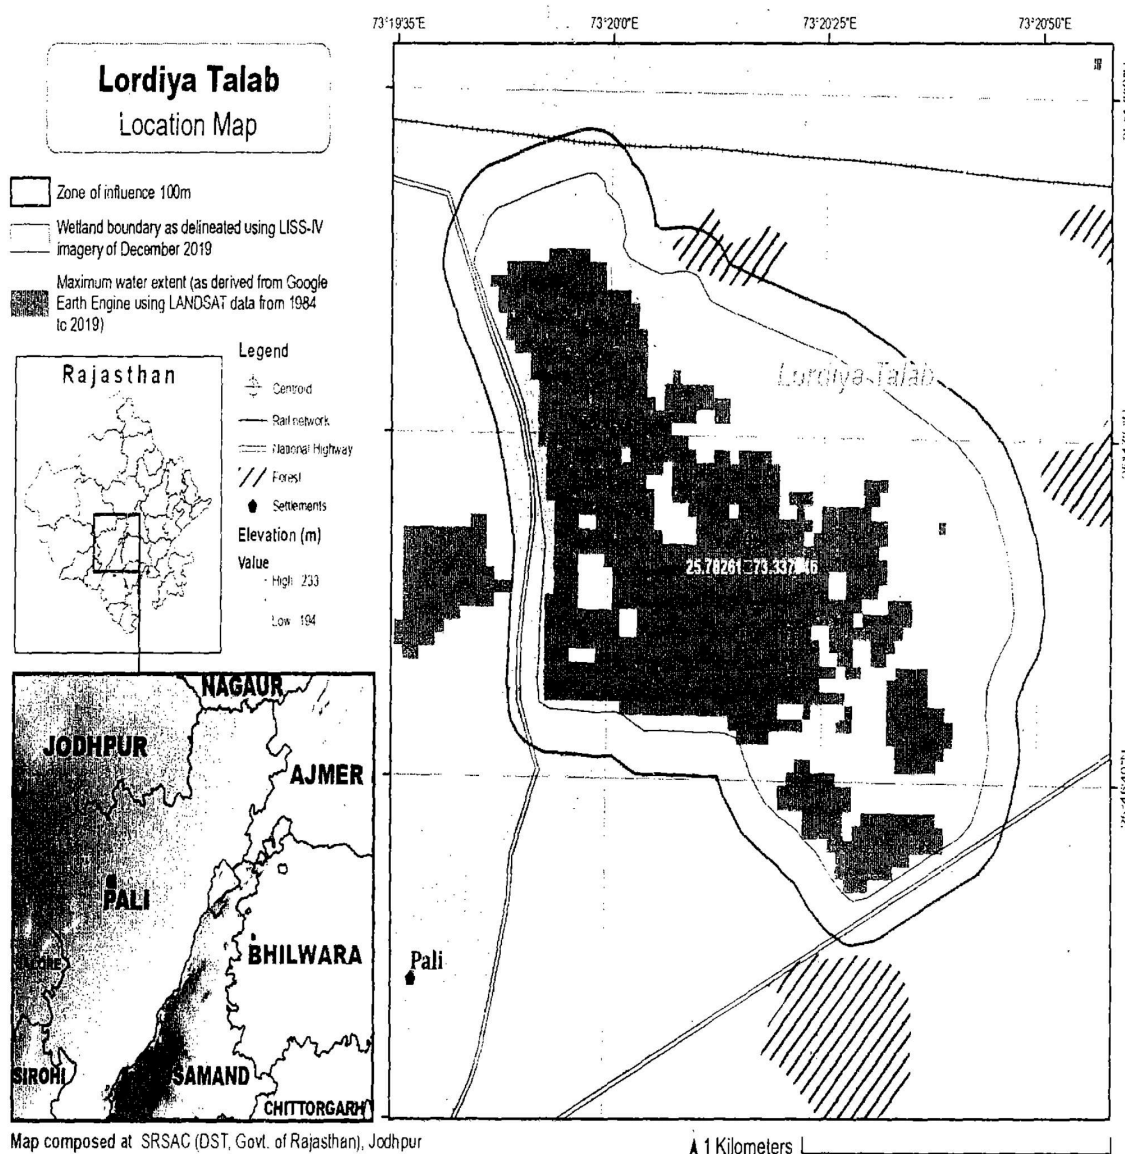 73°19'35"E 73°20'0"E 73°20'25"E 73°20'50"E
Lordiya Talab
Location Map
Zone of influence 100m
Wetland boundary as delineated using LISS-IV
imagery of December 2019
Maximum water extent (as derived from Google
Earth Engine using LANDSAT data from 1984
to 2019)
Rajasthan
Legend
Centroid
Rail network
National Highway
Forest
Settlements
Elevation (m)
Value
High 233
Low 194
Lordiya Talab
Pali
NAGAUR
JODHPUR
AJMER
PALI
BHILWARA
SIROHI
SAMAND
CHITTORGARH
Map composed at SRSAC (DST, Govt. of Rajasthan), Jodhpur
1 Kilometers